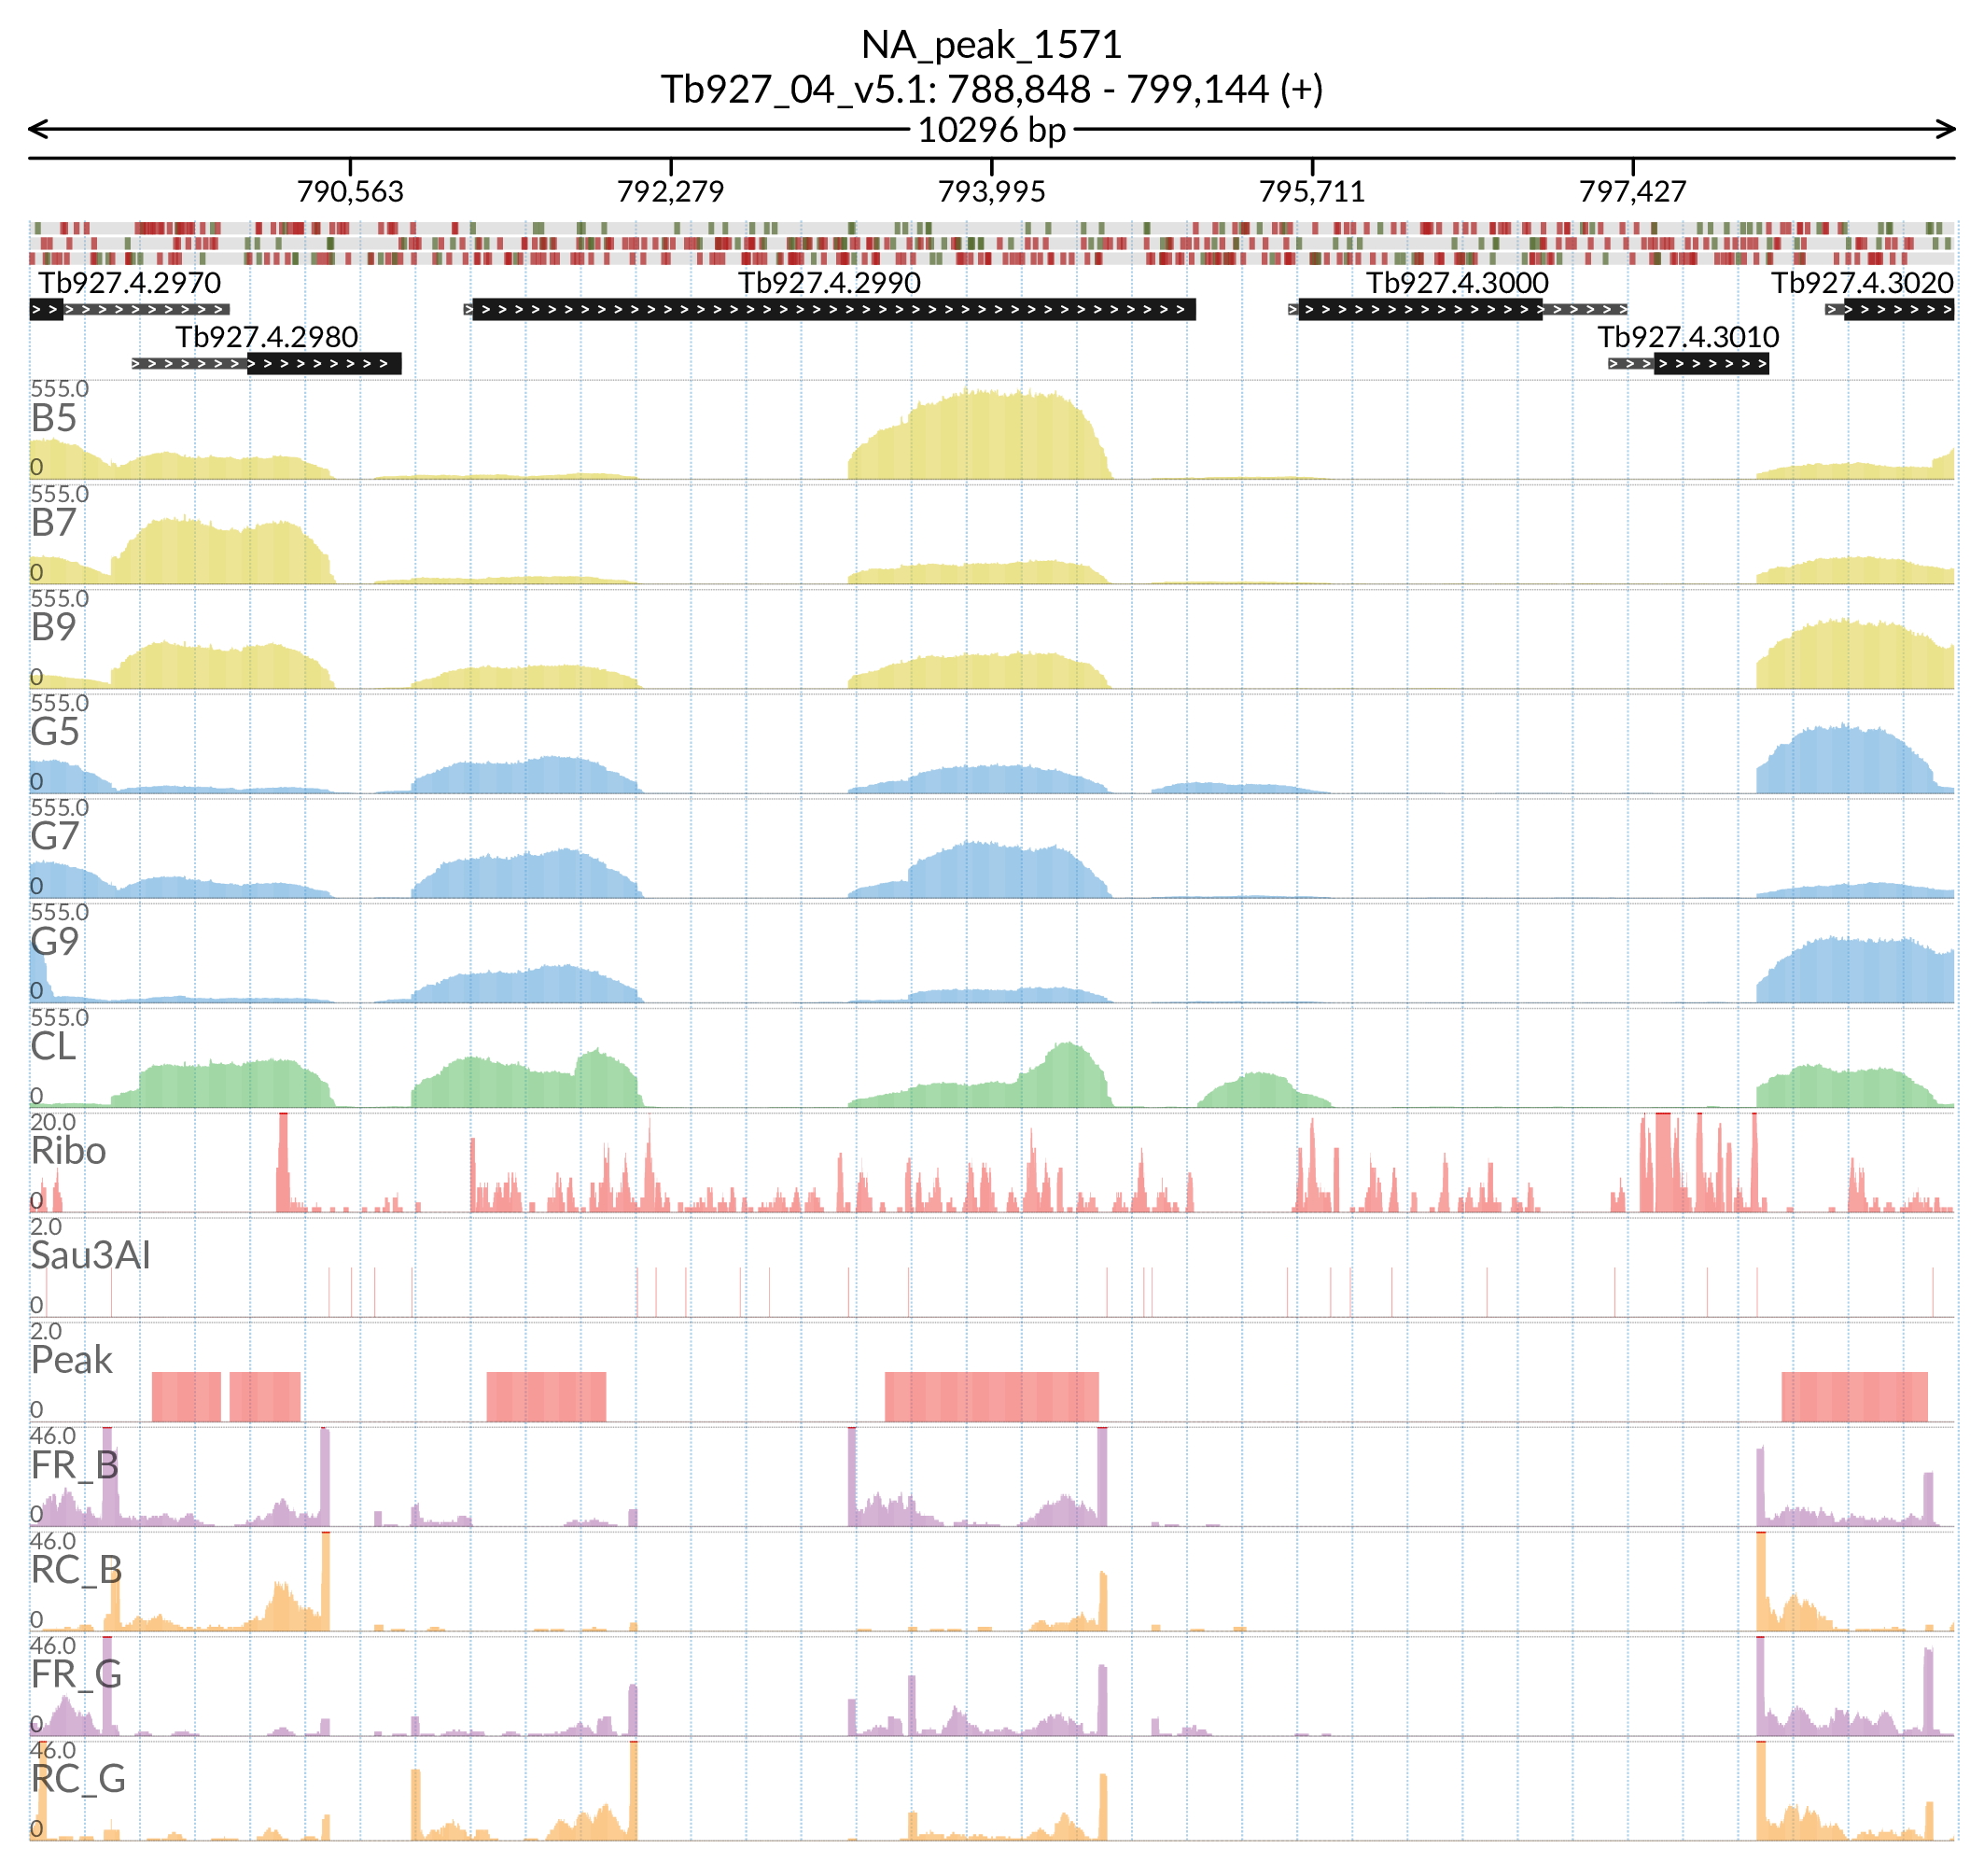 NA_peak_1571
Tb927_04_v5.1: 788,848 - 799,144 (+)
10296 bp
790,563 792,279 793,995 795,711 797,427
Tb927.4.2970 Tb927.4.2990 Tb927.4.3000 Tb927.4.3020
Tb927.4.2980 Tb927.4.3010
555.0
B5
0
555.0
B7
0
555.0
B9
0
555.0
G5
0
555.0
G7
0
555.0
G9
0
555.0
CL
0
20.0
Ribo
0
2.0
Sau3AI
0
2.0
Peak
0
46.0
FR_B
0
46.0
RC_B
0
46.0
FR_G
0
46.0
RC_G
0